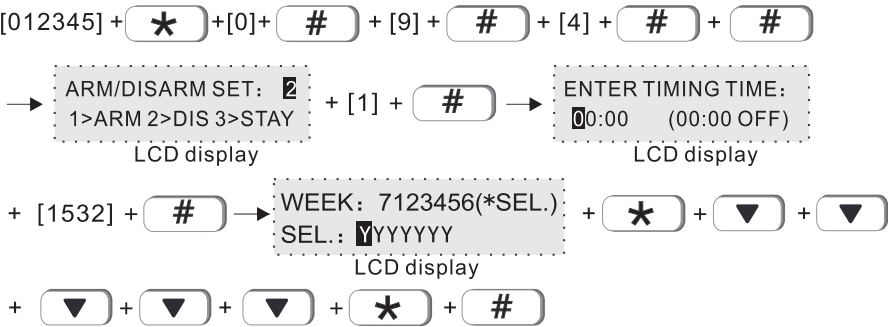 [012345] + * +[0]+ # + [9] + # + [4] + # + #
ARM/DISARM SET: 2
1>ARM 2>DIS 3>STAY
LCD display
+ [1] + #
ENTER TIMING TIME:
00:00 (00:00 OFF)
LCD display
+ [1532] + #
WEEK: 7123456(*SEL.)
SEL.: YYYYYYY
LCD display
+ * + ▼ + ▼
+ ▼ + ▼ + ▼ + * + #